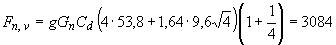 F_{n, v} = gG_nC_d(4 · 53,8 + 1,64 · 9,6√4)(1 + 1/4) = 3084